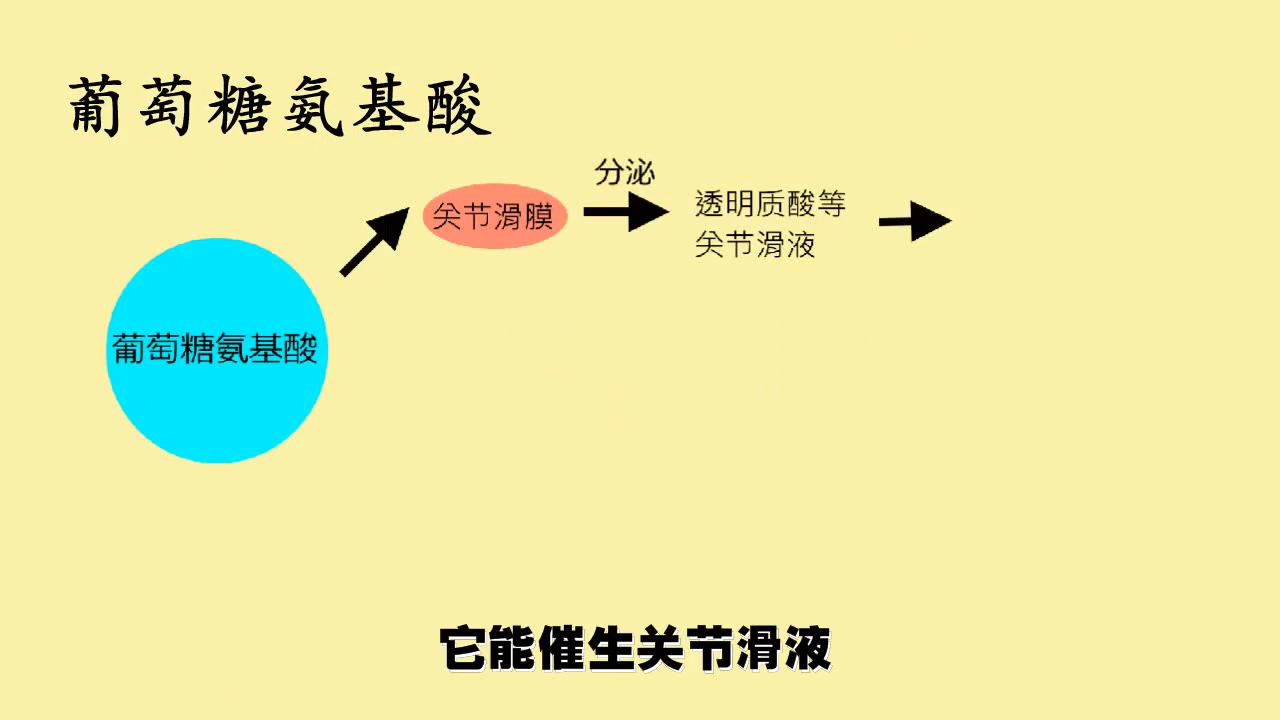 葡萄糖氨基酸
分泌
关节滑膜
透明质酸等
关节滑液
葡萄糖氨基酸
它能催生关节滑液